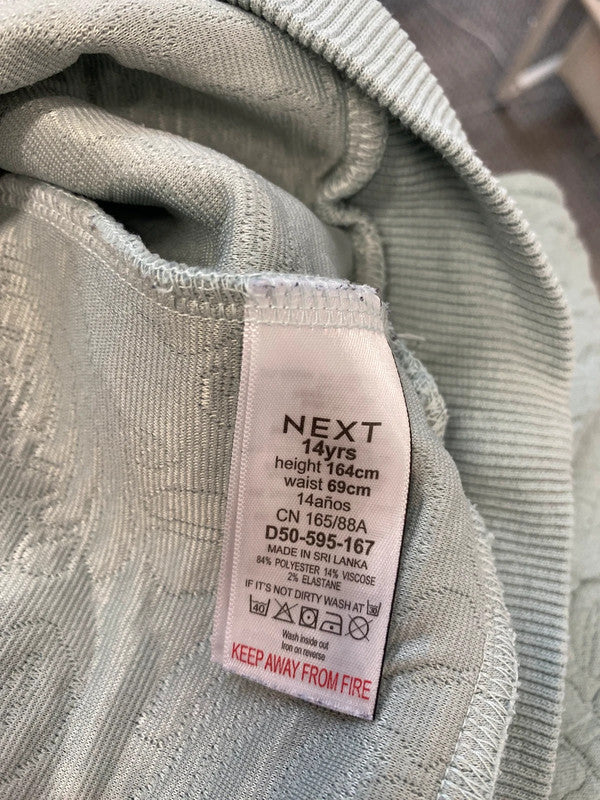 NEXT
14yrs
height 164cm
waist 69cm
14años
CN 165/88A
D50-595-167
MADE IN SRI LANKA
84% POLYESTER 14% VISCOSE
2% ELASTANE
IF IT'S NOT DIRTY WASH AT 30
40
Wash inside out
Iron on reverse
KEEP AWAY FROM FIRE